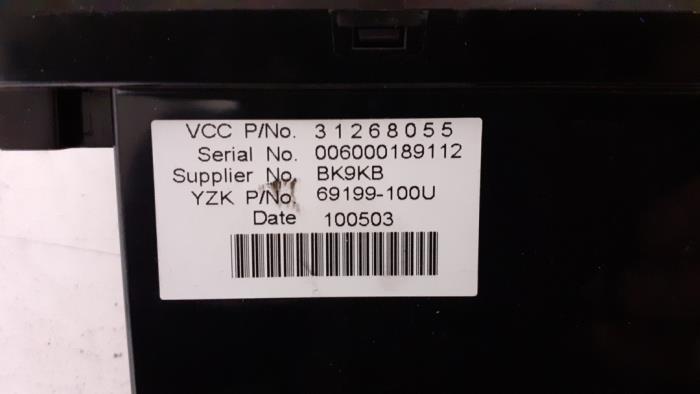 VCC P/No. 31268055
Serial No. 006000189112
Supplier No. BK9KB
YZK P/No. 69199-100U
Date 100503